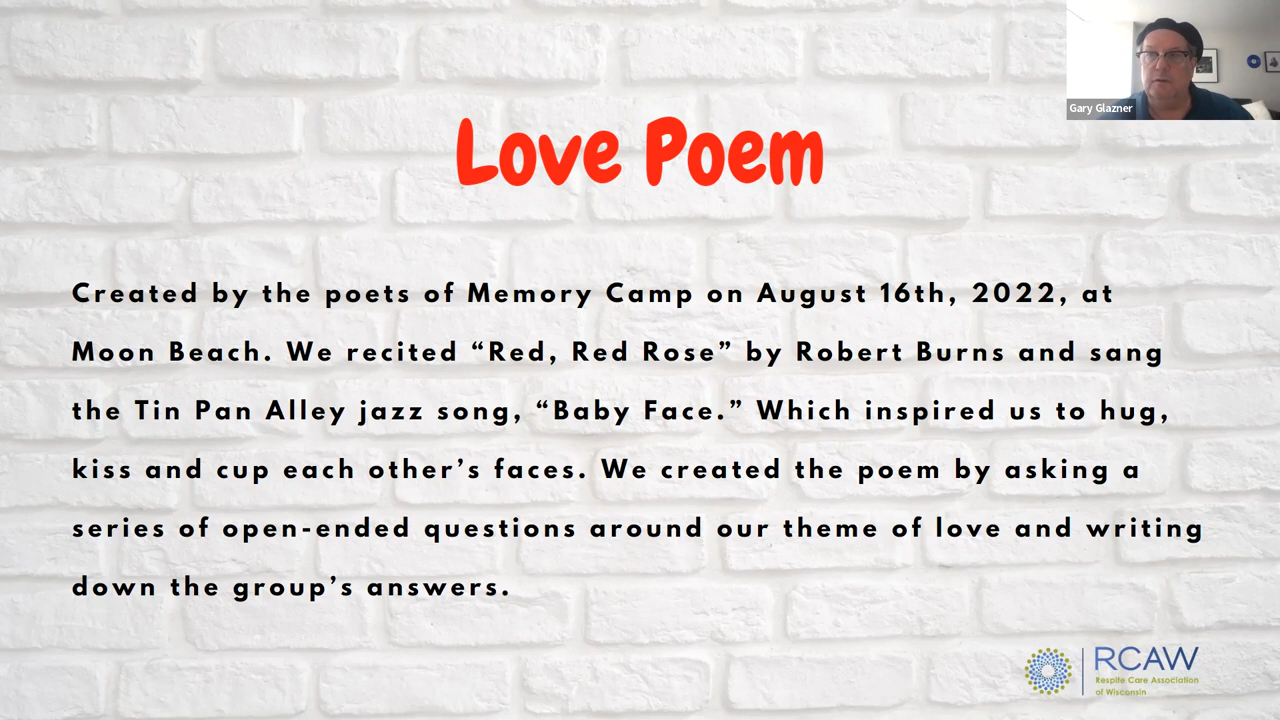 Gary Glazner
Love Poem
Created by the poets of Memory Camp on August 16th, 2022, at
Moon Beach. We recited “Red, Red Rose” by Robert Burns and sang
the Tin Pan Alley jazz song, “Baby Face.” Which inspired us to hug,
kiss and cup each other’s faces. We created the poem by asking a
series of open-ended questions around our theme of love and writing
down the group’s answers.
RCAW
Respite Care Association
of Wisconsin